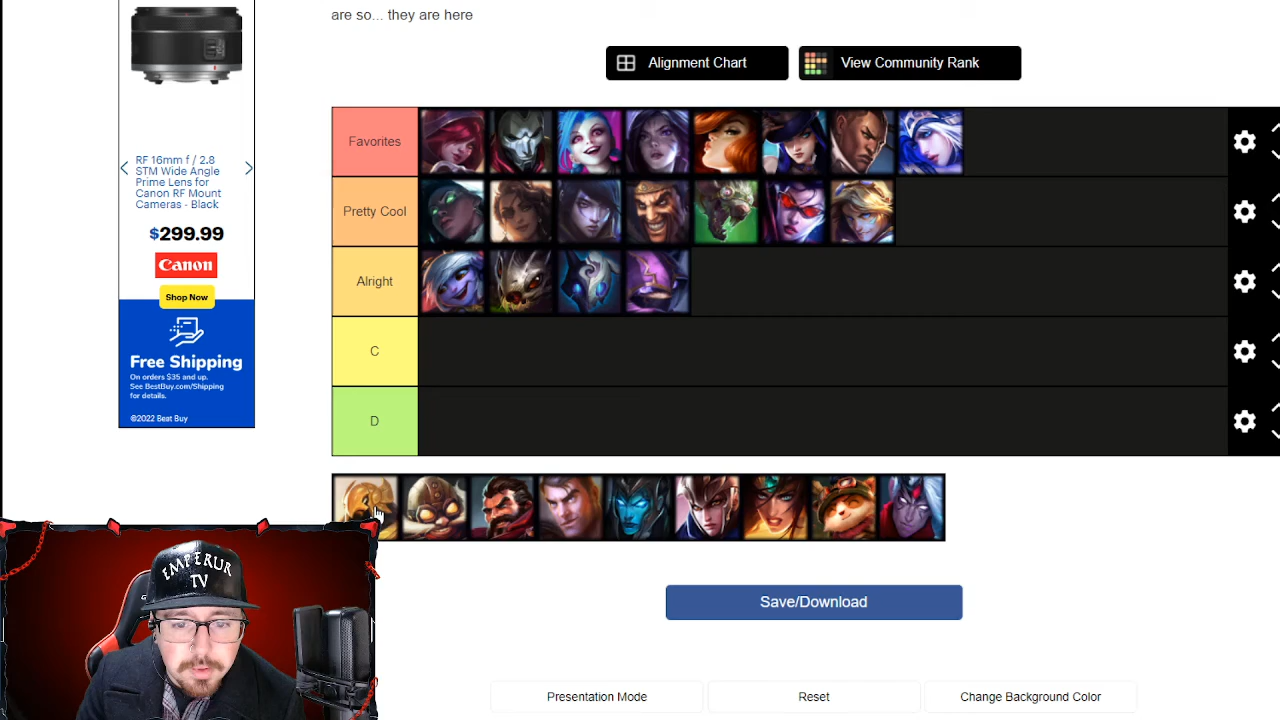 are so... they are here
Alignment Chart
View Community Rank
RF 16mm f / 2.8
STM Wide Angle
Prime Lens for
Canon RF Mount
Cameras - Black
$299.99
Canon
Shop Now
Free Shipping
On orders $35 and up.
See BestBuy.com/Shipping
for details.
©2022 Best Buy
Favorites
Pretty Cool
Alright
C
D
EMPERUR
TV
Save/Download
Presentation Mode
Reset
Change Background Color